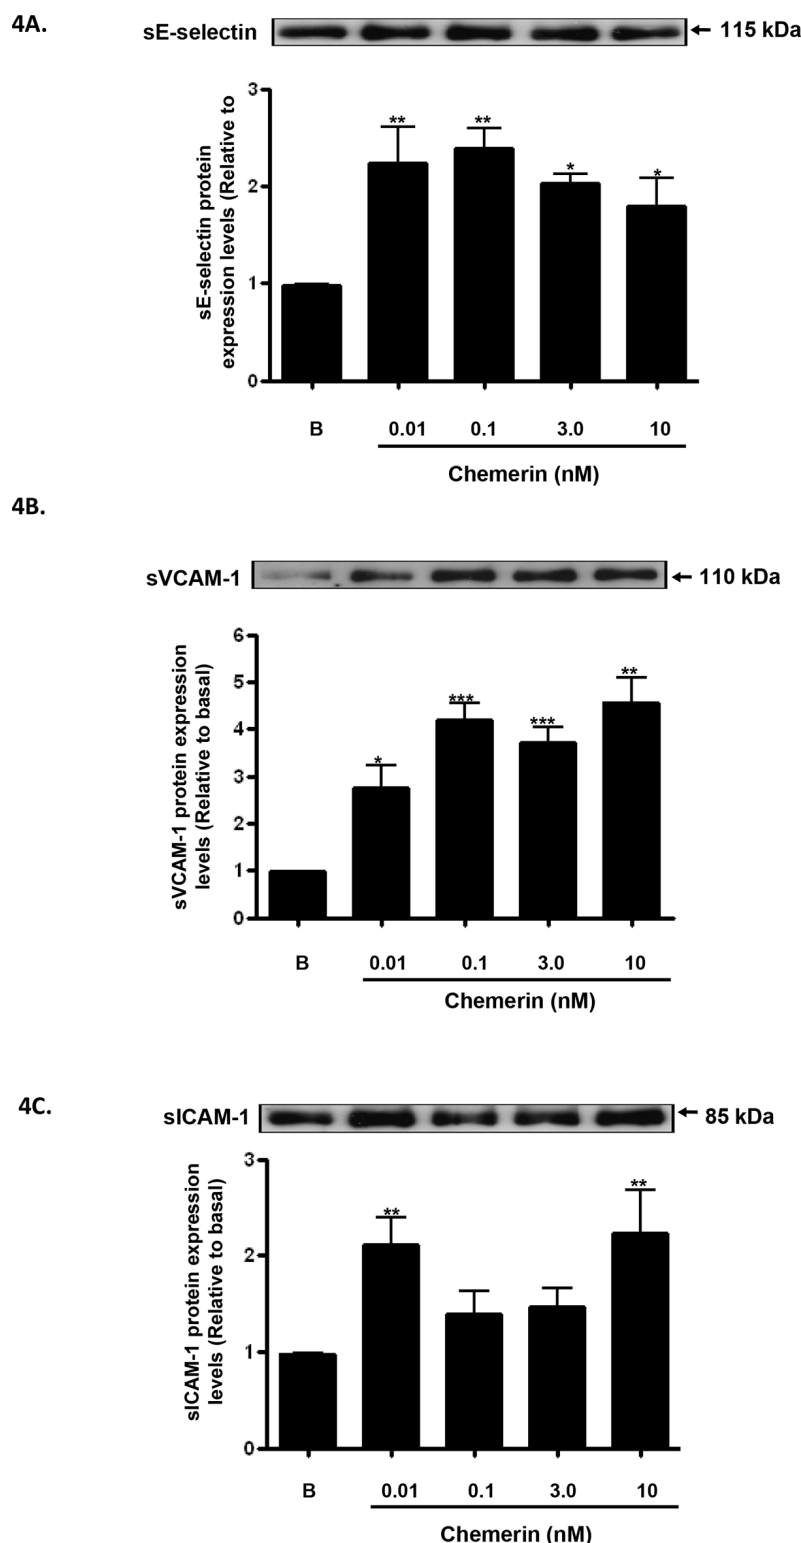 4A.
sE-selectin
115 kDa
sE-selectin protein
expression levels (Relative to
3
2
1
0
** ** * *
B 0.01 0.1 3.0 10
Chemerin (nM)
4B.
sVCAM-1
110 kDa
sVCAM-1 protein expression
levels (Relative to basal)
6
5
4
3
2
1
0
* *** *** **
B 0.01 0.1 3.0 10
Chemerin (nM)
4C.
sICAM-1
85 kDa
sICAM-1 protein expression
levels (Relative to basal)
3
2
1
0
** **
B 0.01 0.1 3.0 10
Chemerin (nM)